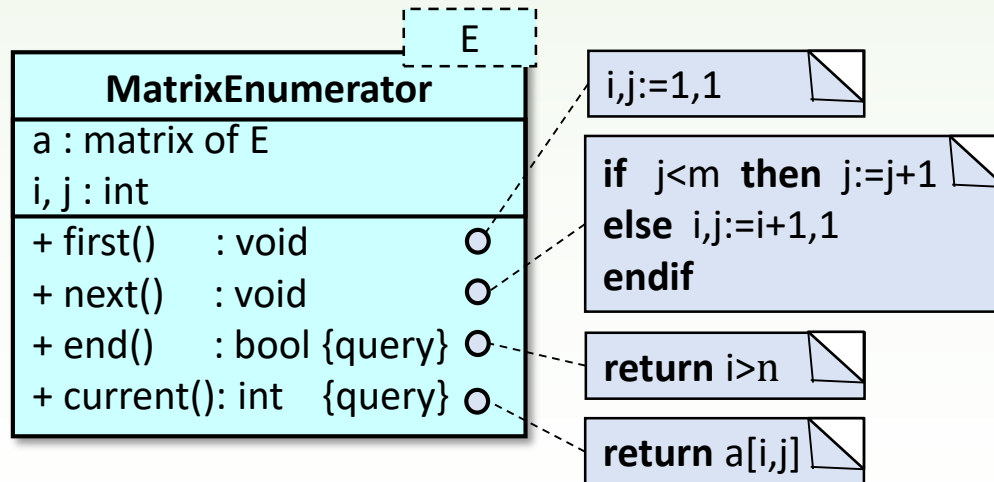 E
MatrixEnumerator
a : matrix of E
i, j : int
+ first() : void
+ next() : void
+ end() : bool {query}
+ current(): int {query}
i,j:=1,1
if j<m then j:=j+1
else i,j:=i+1,1
endif
return i>n
return a[i,j]